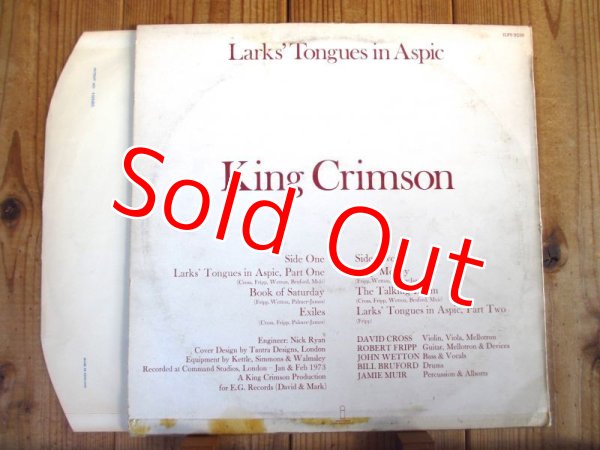 Larks' Tongues in Aspic
King Crimson
Sold Out
Side One
Larks' Tongues in Aspic, Part One
(Cross, Fripp, Wetton, Bruford, Muir)
Book of Saturday
(Fripp, Wetton, Palmer-James)
Exiles
(Cross, Fripp, Palmer-James)
Side
The Talking
(Cross, Fripp, Wetton, Bruford, Muir)
Larks' Tongues in Aspic, Part Two
(Fripp)
Engineer: Nick Ryan
Cover Design by Tantra Designs, London
Equipment by Kettle, Simmons & Walmsley
Recorded at Command Studios, London - Jan & Feb 1973
A King Crimson Production
for E.G. Records (David & Mark)
DAVID CROSS Violin, Viola, Mellotron
ROBERT FRIPP Guitar, Mellotron & Devices
JOHN WETTON Bass & Vocals
BILL BRUFORD Drums
JAMIE MUIR Percussion & Allsorts